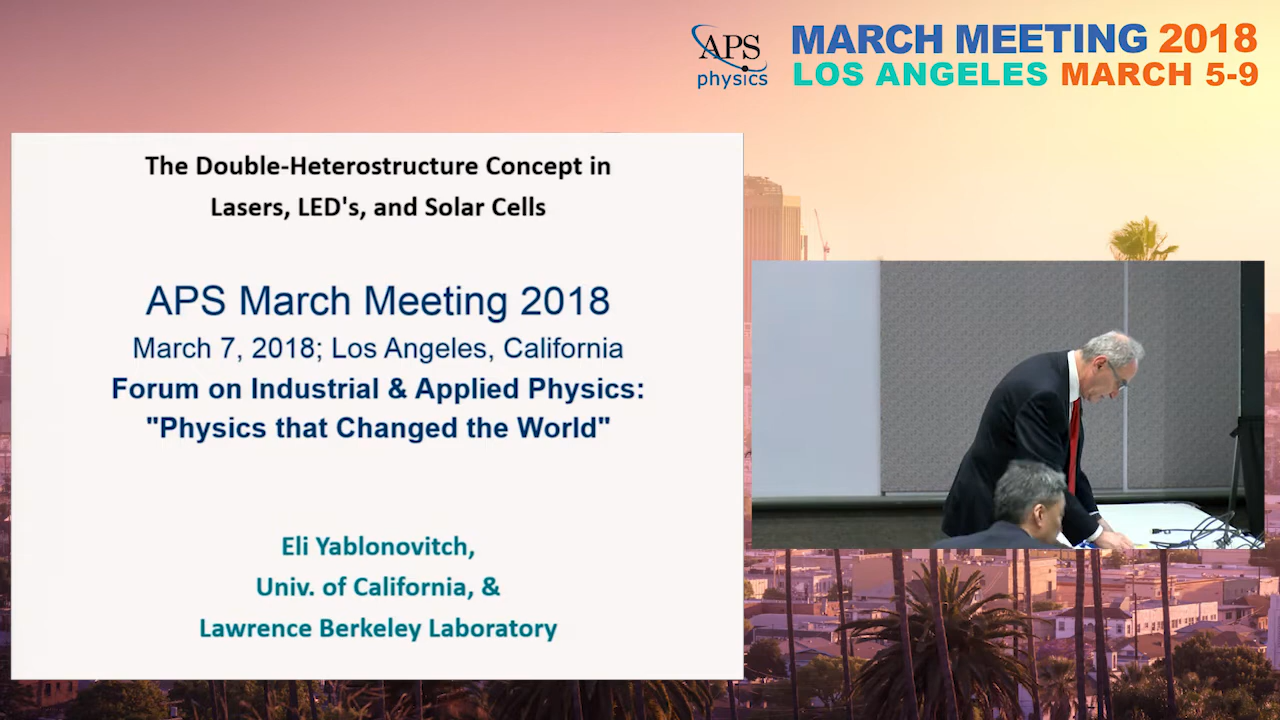 APS
physics
MARCH MEETING 2018
LOS ANGELES MARCH 5-9
The Double-Heterostructure Concept in
Lasers, LED's, and Solar Cells
APS March Meeting 2018
March 7, 2018; Los Angeles, California
Forum on Industrial & Applied Physics:
"Physics that Changed the World"
Eli Yablonovitch,
Univ. of California, &
Lawrence Berkeley Laboratory